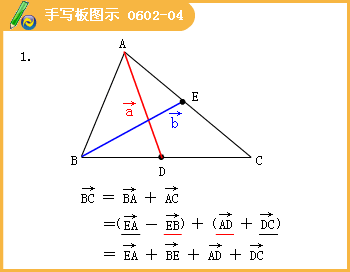 手写板图示 0602-04
1.
A
E
a
b
B
D
C
BC = BA + AC
=(EA - EB) + (AD + DC)
= EA + BE + AD + DC